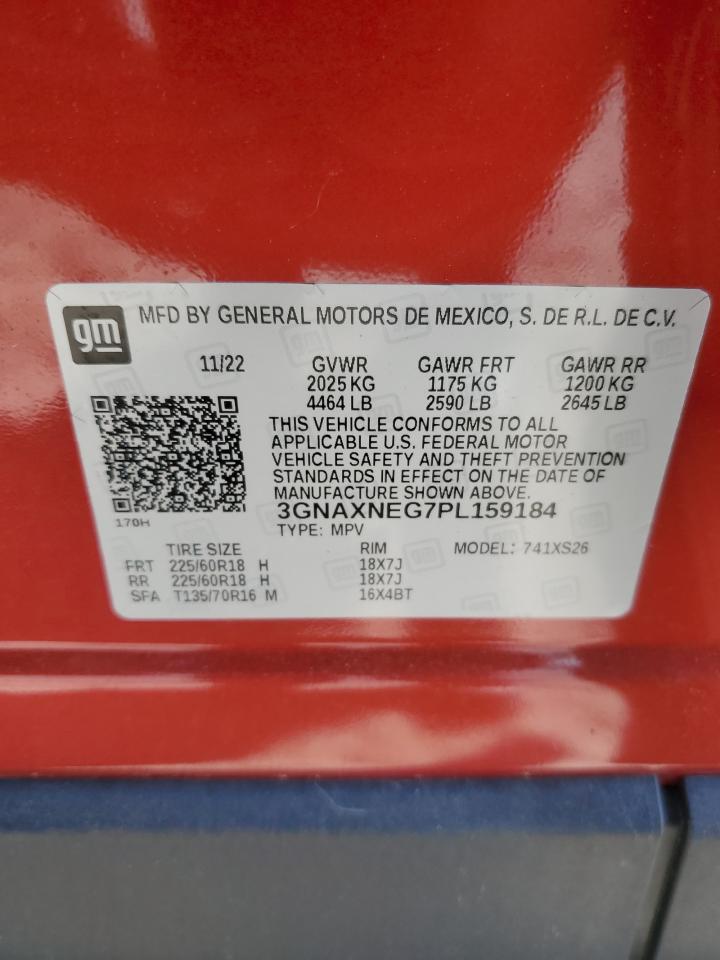 gm MFD BY GENERAL MOTORS DE MEXICO, S. DE R.L. DE C.V.
11/22 GVWR GAWR FRT GAWR RR
2025 KG 1175 KG 1200 KG
4464 LB 2590 LB 2645 LB
THIS VEHICLE CONFORMS TO ALL
APPLICABLE U.S. FEDERAL MOTOR
VEHICLE SAFETY AND THEFT PREVENTION
STANDARDS IN EFFECT ON THE DATE OF
MANUFACTURE SHOWN ABOVE.
170H
3GNAXNEG7PL159184
TYPE: MPV
TIRE SIZE RIM MODEL: 741XS26
FRT 225/60R18 H 18X7J
RR 225/60R18 H 18X7J
SFA T135/70R16 M 16X4BT